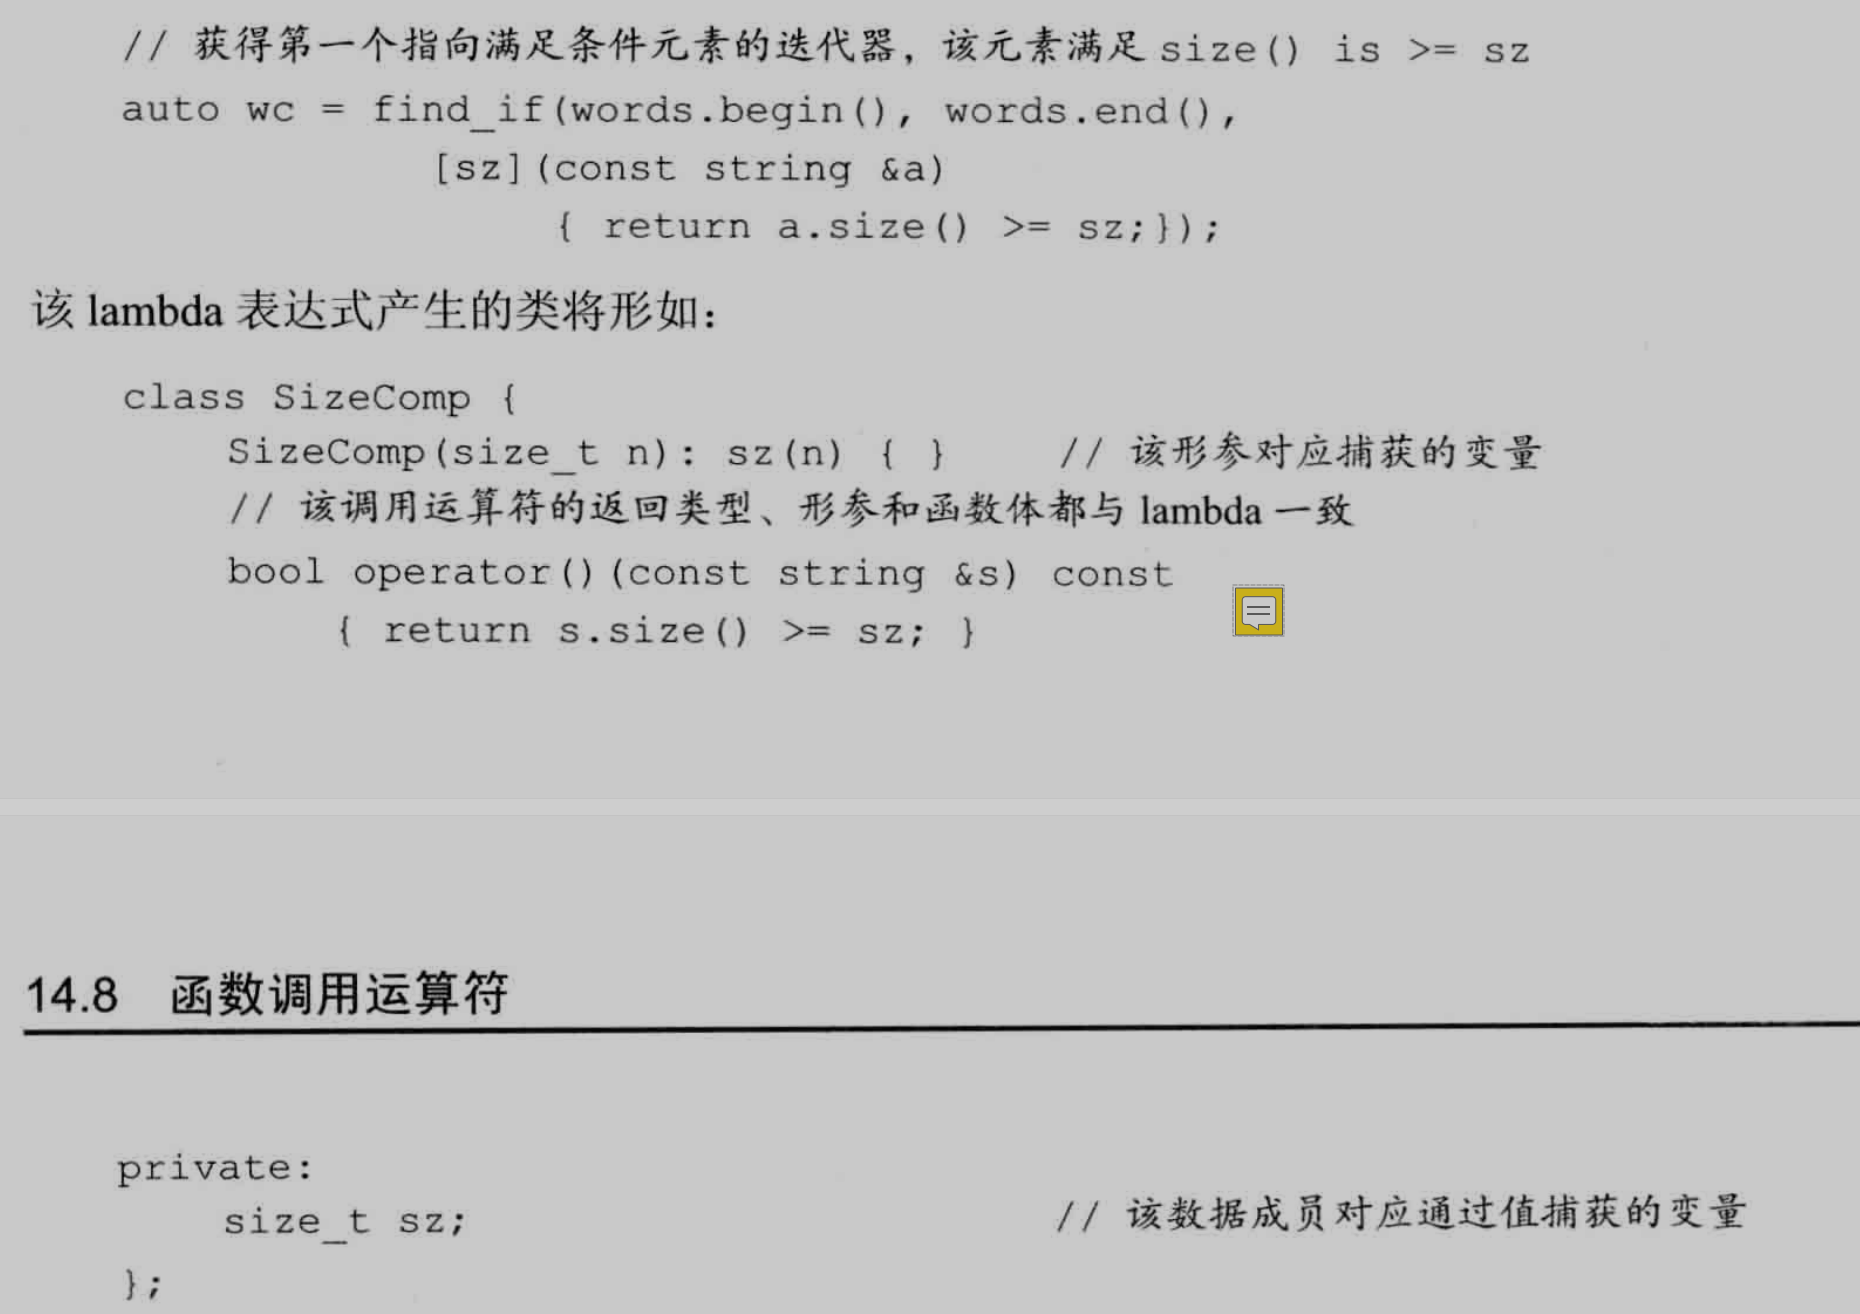 // 获得第一个指向满足条件元素的迭代器，该元素满足 size() is >= sz
auto wc = find_if(words.begin(), words.end(),
[sz](const string &a)
{ return a.size() >= sz;});
该 lambda 表达式产生的类将形如：
class SizeComp {
SizeComp(size_t n): sz(n) { } // 该形参对应捕获的变量
// 该调用运算符的返回类型、形参和函数体都与 lambda 一致
bool operator()(const string &s) const
{ return s.size() >= sz; }
14.8 函数调用运算符
private:
size_t sz; // 该数据成员对应通过值捕获的变量
};